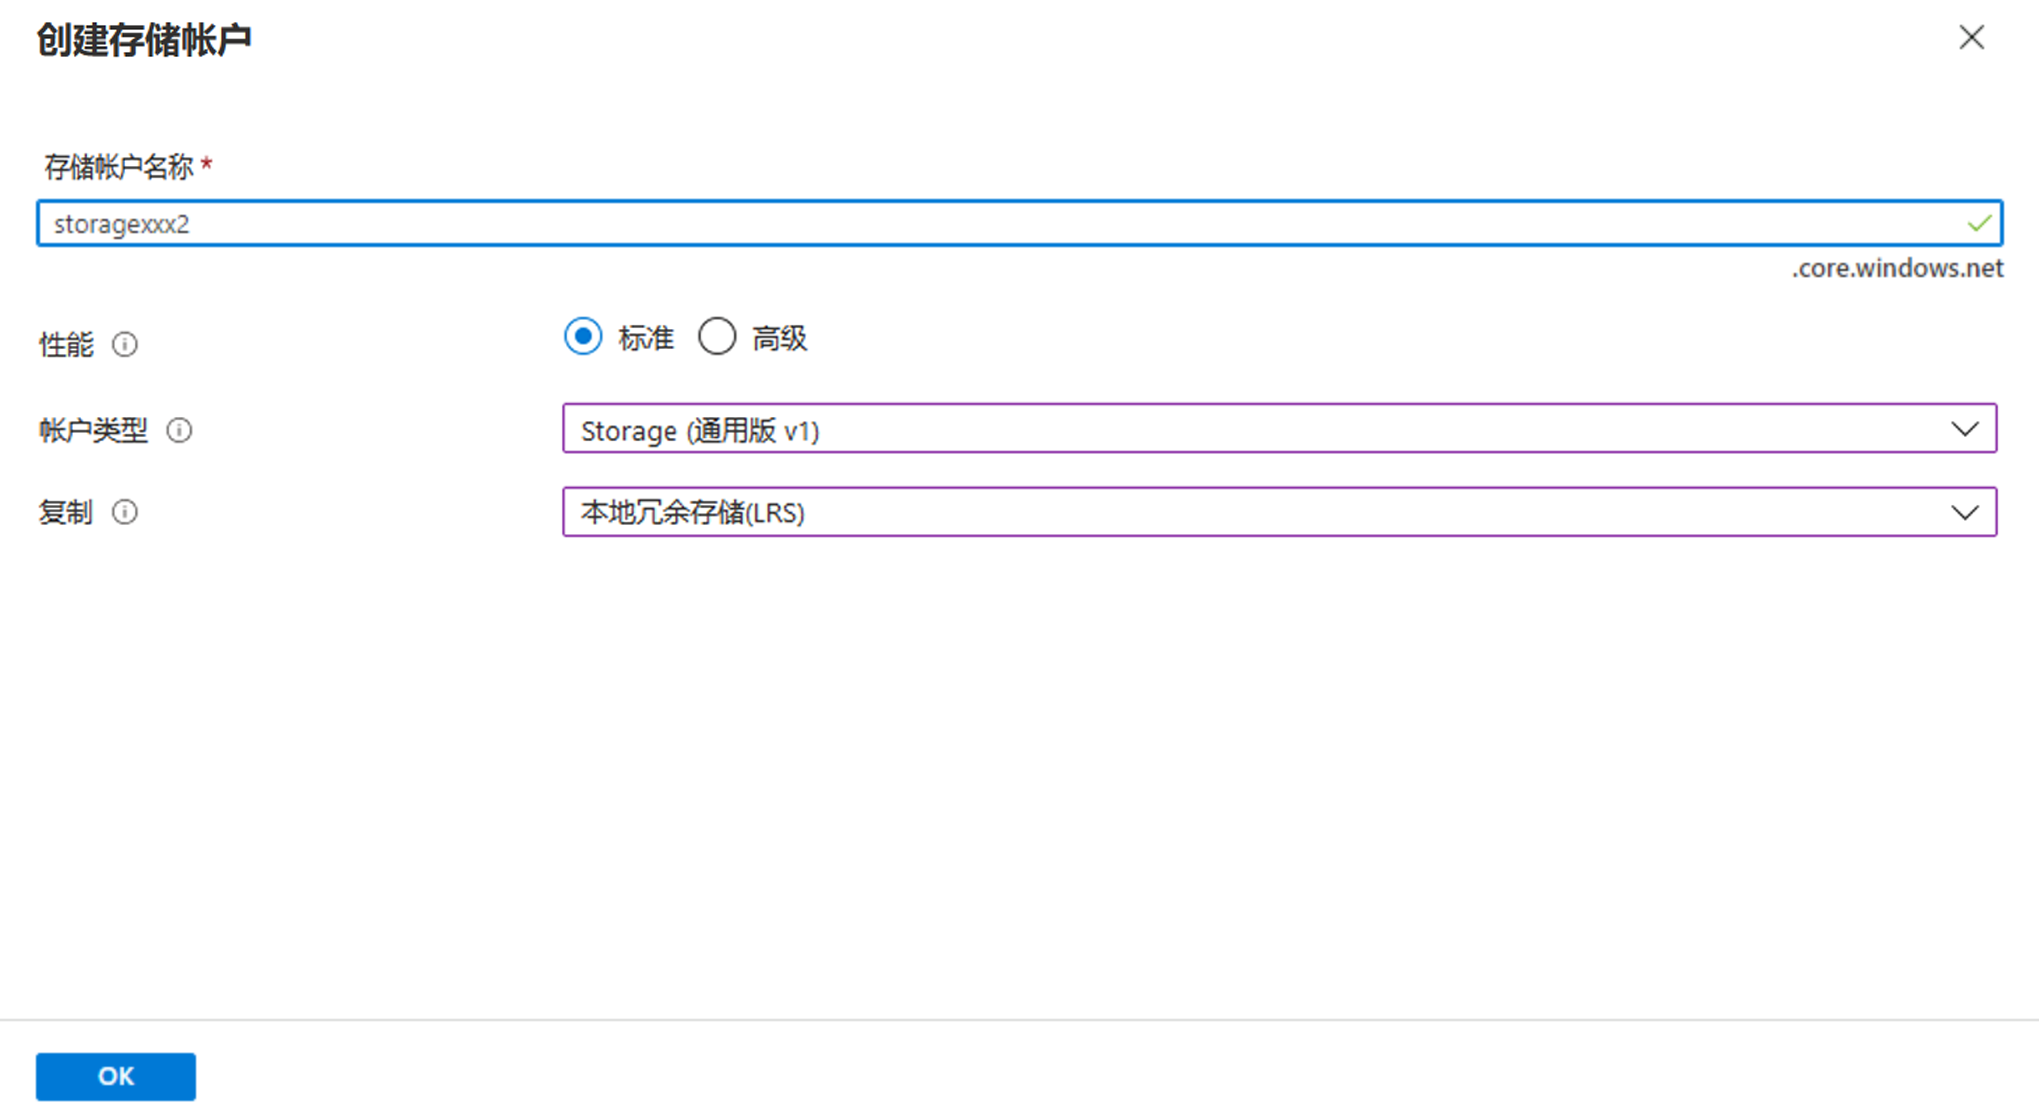 创建存储帐户
存储帐户名称 *
storagexxx2
.core.windows.net
性能 标准 高级
帐户类型 Storage (通用版 v1)
复制 本地冗余存储(LRS)
OK